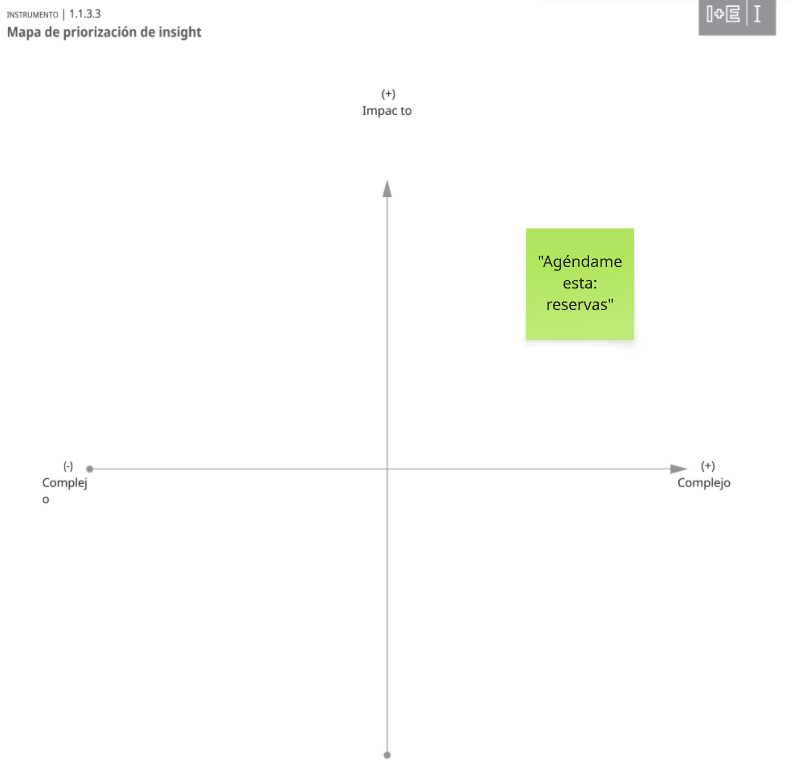 INSTRUMENTO | 1.1.3.3
Mapa de priorización de insight
I+E I
(+)
Impac to
"Agéndame
esta:
reservas"
(-)
Complej
o
(+)
Complejo